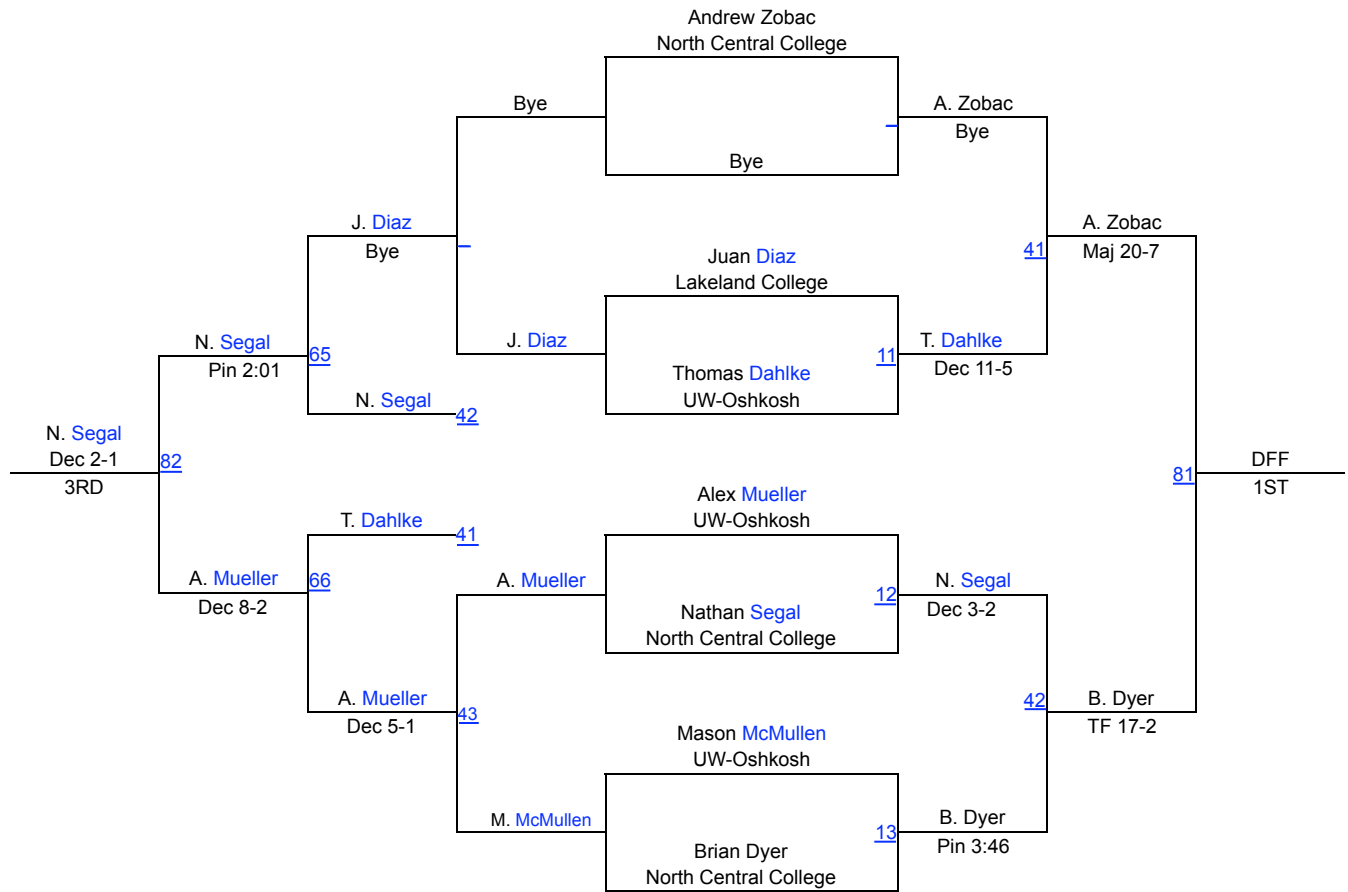 Andrew Zobac
North Central College
Bye
A. Zobac
–
Bye
Bye
J. Diaz
A. Zobac
–
Bye
Juan Diaz
41
Maj 20-7
Lakeland College
N. Segal
J. Diaz
T. Dahlke
65
11
Pin 2:01
Thomas Dahlke
Dec 11-5
N. Segal
UW-Oshkosh
42
N. Segal
Dec 2-1
82
81
DFF
3RD
1ST
Alex Mueller
T. Dahlke
UW-Oshkosh
41
A. Mueller
66
A. Mueller
12
N. Segal
Dec 8-2
Nathan Segal
Dec 3-2
North Central College
A. Mueller
43
42
B. Dyer
Dec 5-1
Mason McMullen
TF 17-2
UW-Oshkosh
M. McMullen
13
B. Dyer
Brian Dyer
Pin 3:46
North Central College